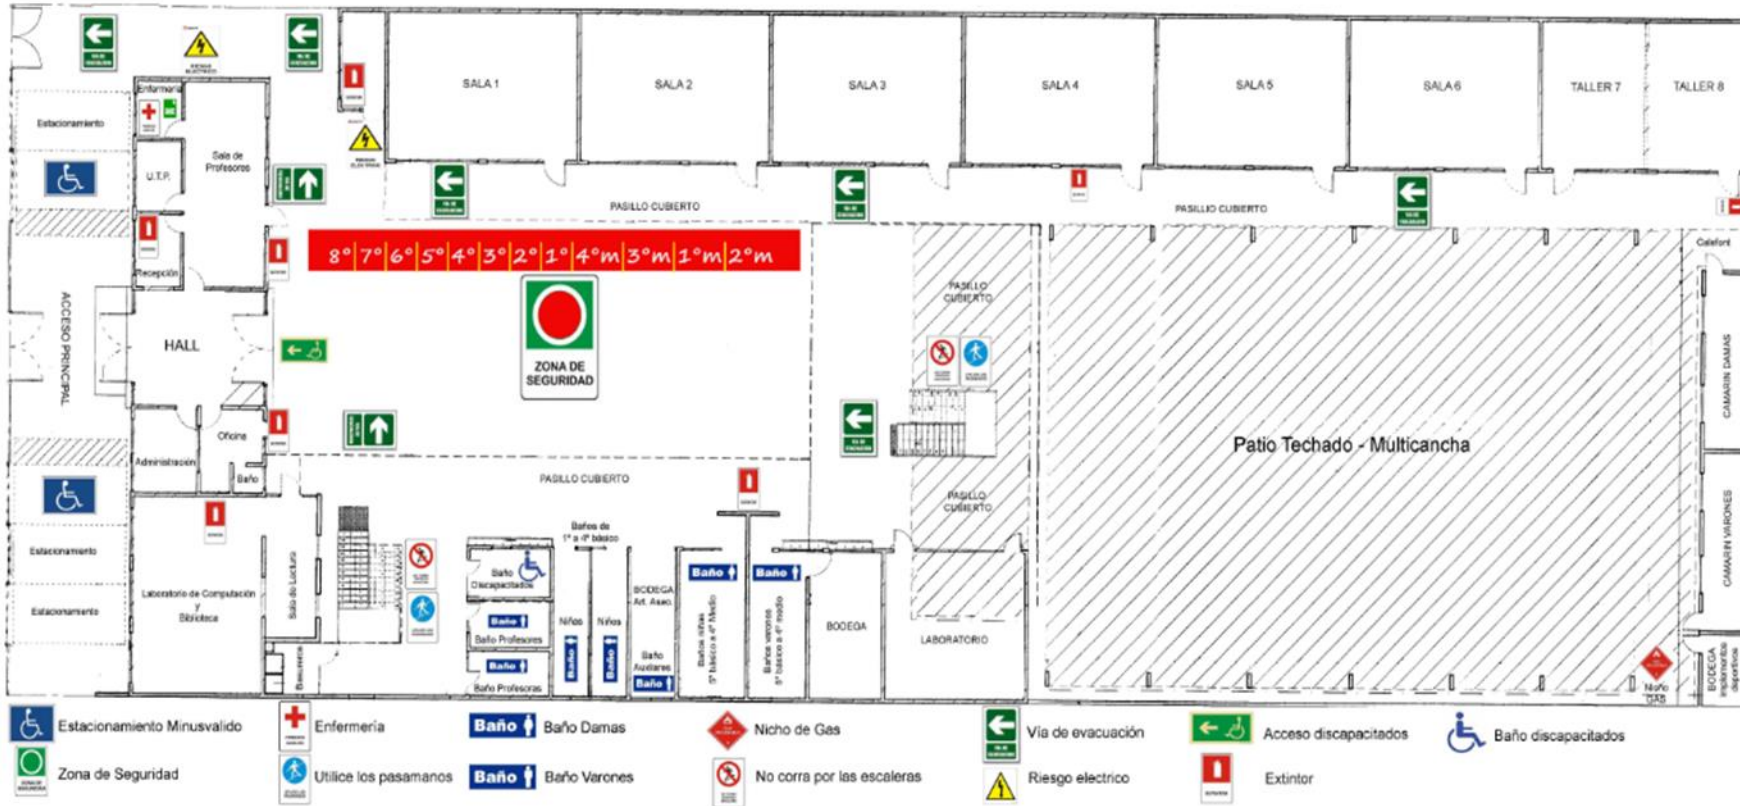 SALA 1
SALA 2
SALA 3
SALA 4
SALA 5
SALA 6
TALLER 7
TALLER 8
Enfermería
Estacionamiento
Sala de
Profesores
U.T.P.
PASILLO CUBIERTO
PASILLIO CUBIERTO
Recepción
8° 7° 6° 5° 4° 3° 2° 1° 4°m 3°m 1°m 2°m
ZONA DE
SEGURIDAD
PASILLO
CUBIERTO
Calefont
ACCESO PRINCIPAL
HALL
CAMARIN DAMAS
Oficina
Administración
Baño
Patio Techado - Multicancha
PASILLO CUBIERTO
PASILLO
CUBIERTO
CAMARIN VARONES
Estacionamiento
Estacionamiento
Laboratorio de Computación
y
Biblioteca
Sala de Lectura
Baños de
1° a 4° básico
Baño
Discapacitados
Baño
Baño Profesores
Baño
Baño Profesoras
Niños
Baño
Niños
Baño
BODEGA
Art. Aseo.
Baño
Auxiliares
Baño
Baño
Baños niñas
5° básico a 4° Medio
Baño
Baños varones
5° básico a 4° medio
BODEGA
LABORATORIO
Nicho
GAS
BODEGA
Implementos
deportivos
Estacionamiento Minusvalido
Enfermería
Baño
Baño Damas
Nicho de Gas
Vía de evacuación
Acceso discapacitados
Baño discapacitados
Zona de Seguridad
Utilice los pasamanos
Baño
Baño Varones
No corra por las escaleras
Riesgo electrico
Extintor